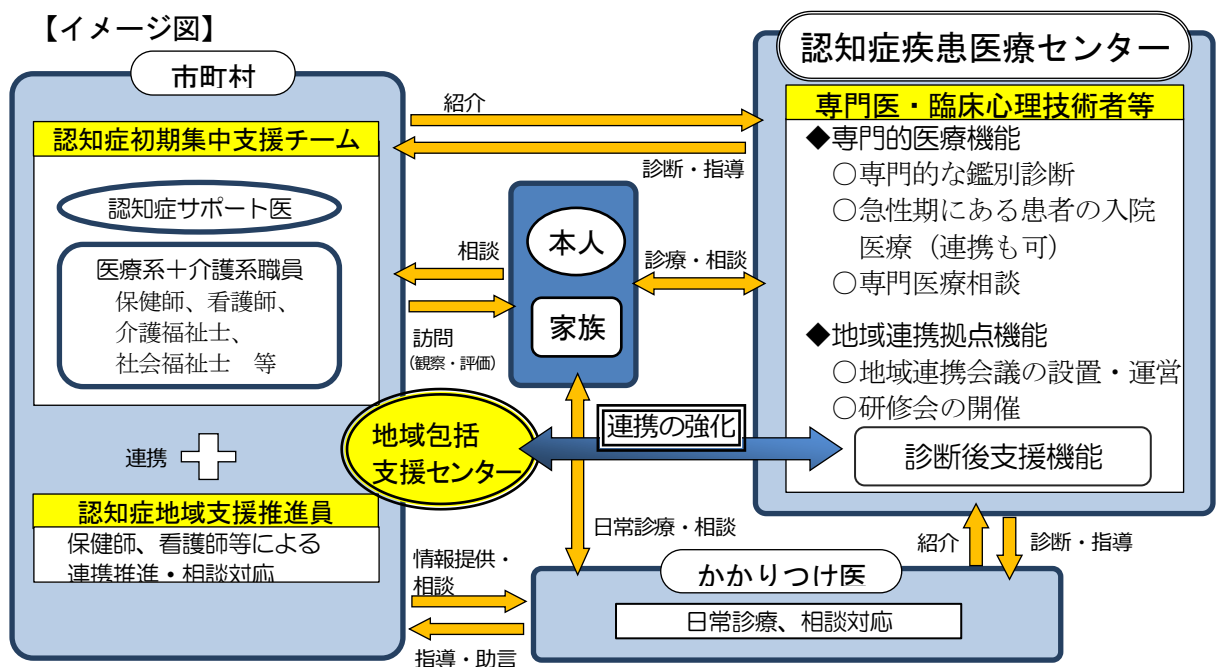 【イメージ図】
市町村
認知症初期集中支援チーム
認知症サポート医
医療系＋介護系職員
保健師、看護師、
介護福祉士、
社会福祉士　等
連携
認知症地域支援推進員
保健師、看護師等による
連携推進・相談対応
紹介
診断・指導
相談
訪問
（観察・評価）
本人
家族
診療・相談
地域包括
支援センター
連携の強化
日常診療・相談
情報提供・
相談
指導・助言
認知症疾患医療センター
専門医・臨床心理技術者等
◆専門的医療機能
○専門的な鑑別診断
○急性期にある患者の入院
医療（連携も可）
○専門医療相談
◆地域連携拠点機能
○地域連携会議の設置・運営
○研修会の開催
診断後支援機能
紹介
診断・指導
かかりつけ医
日常診療、相談対応